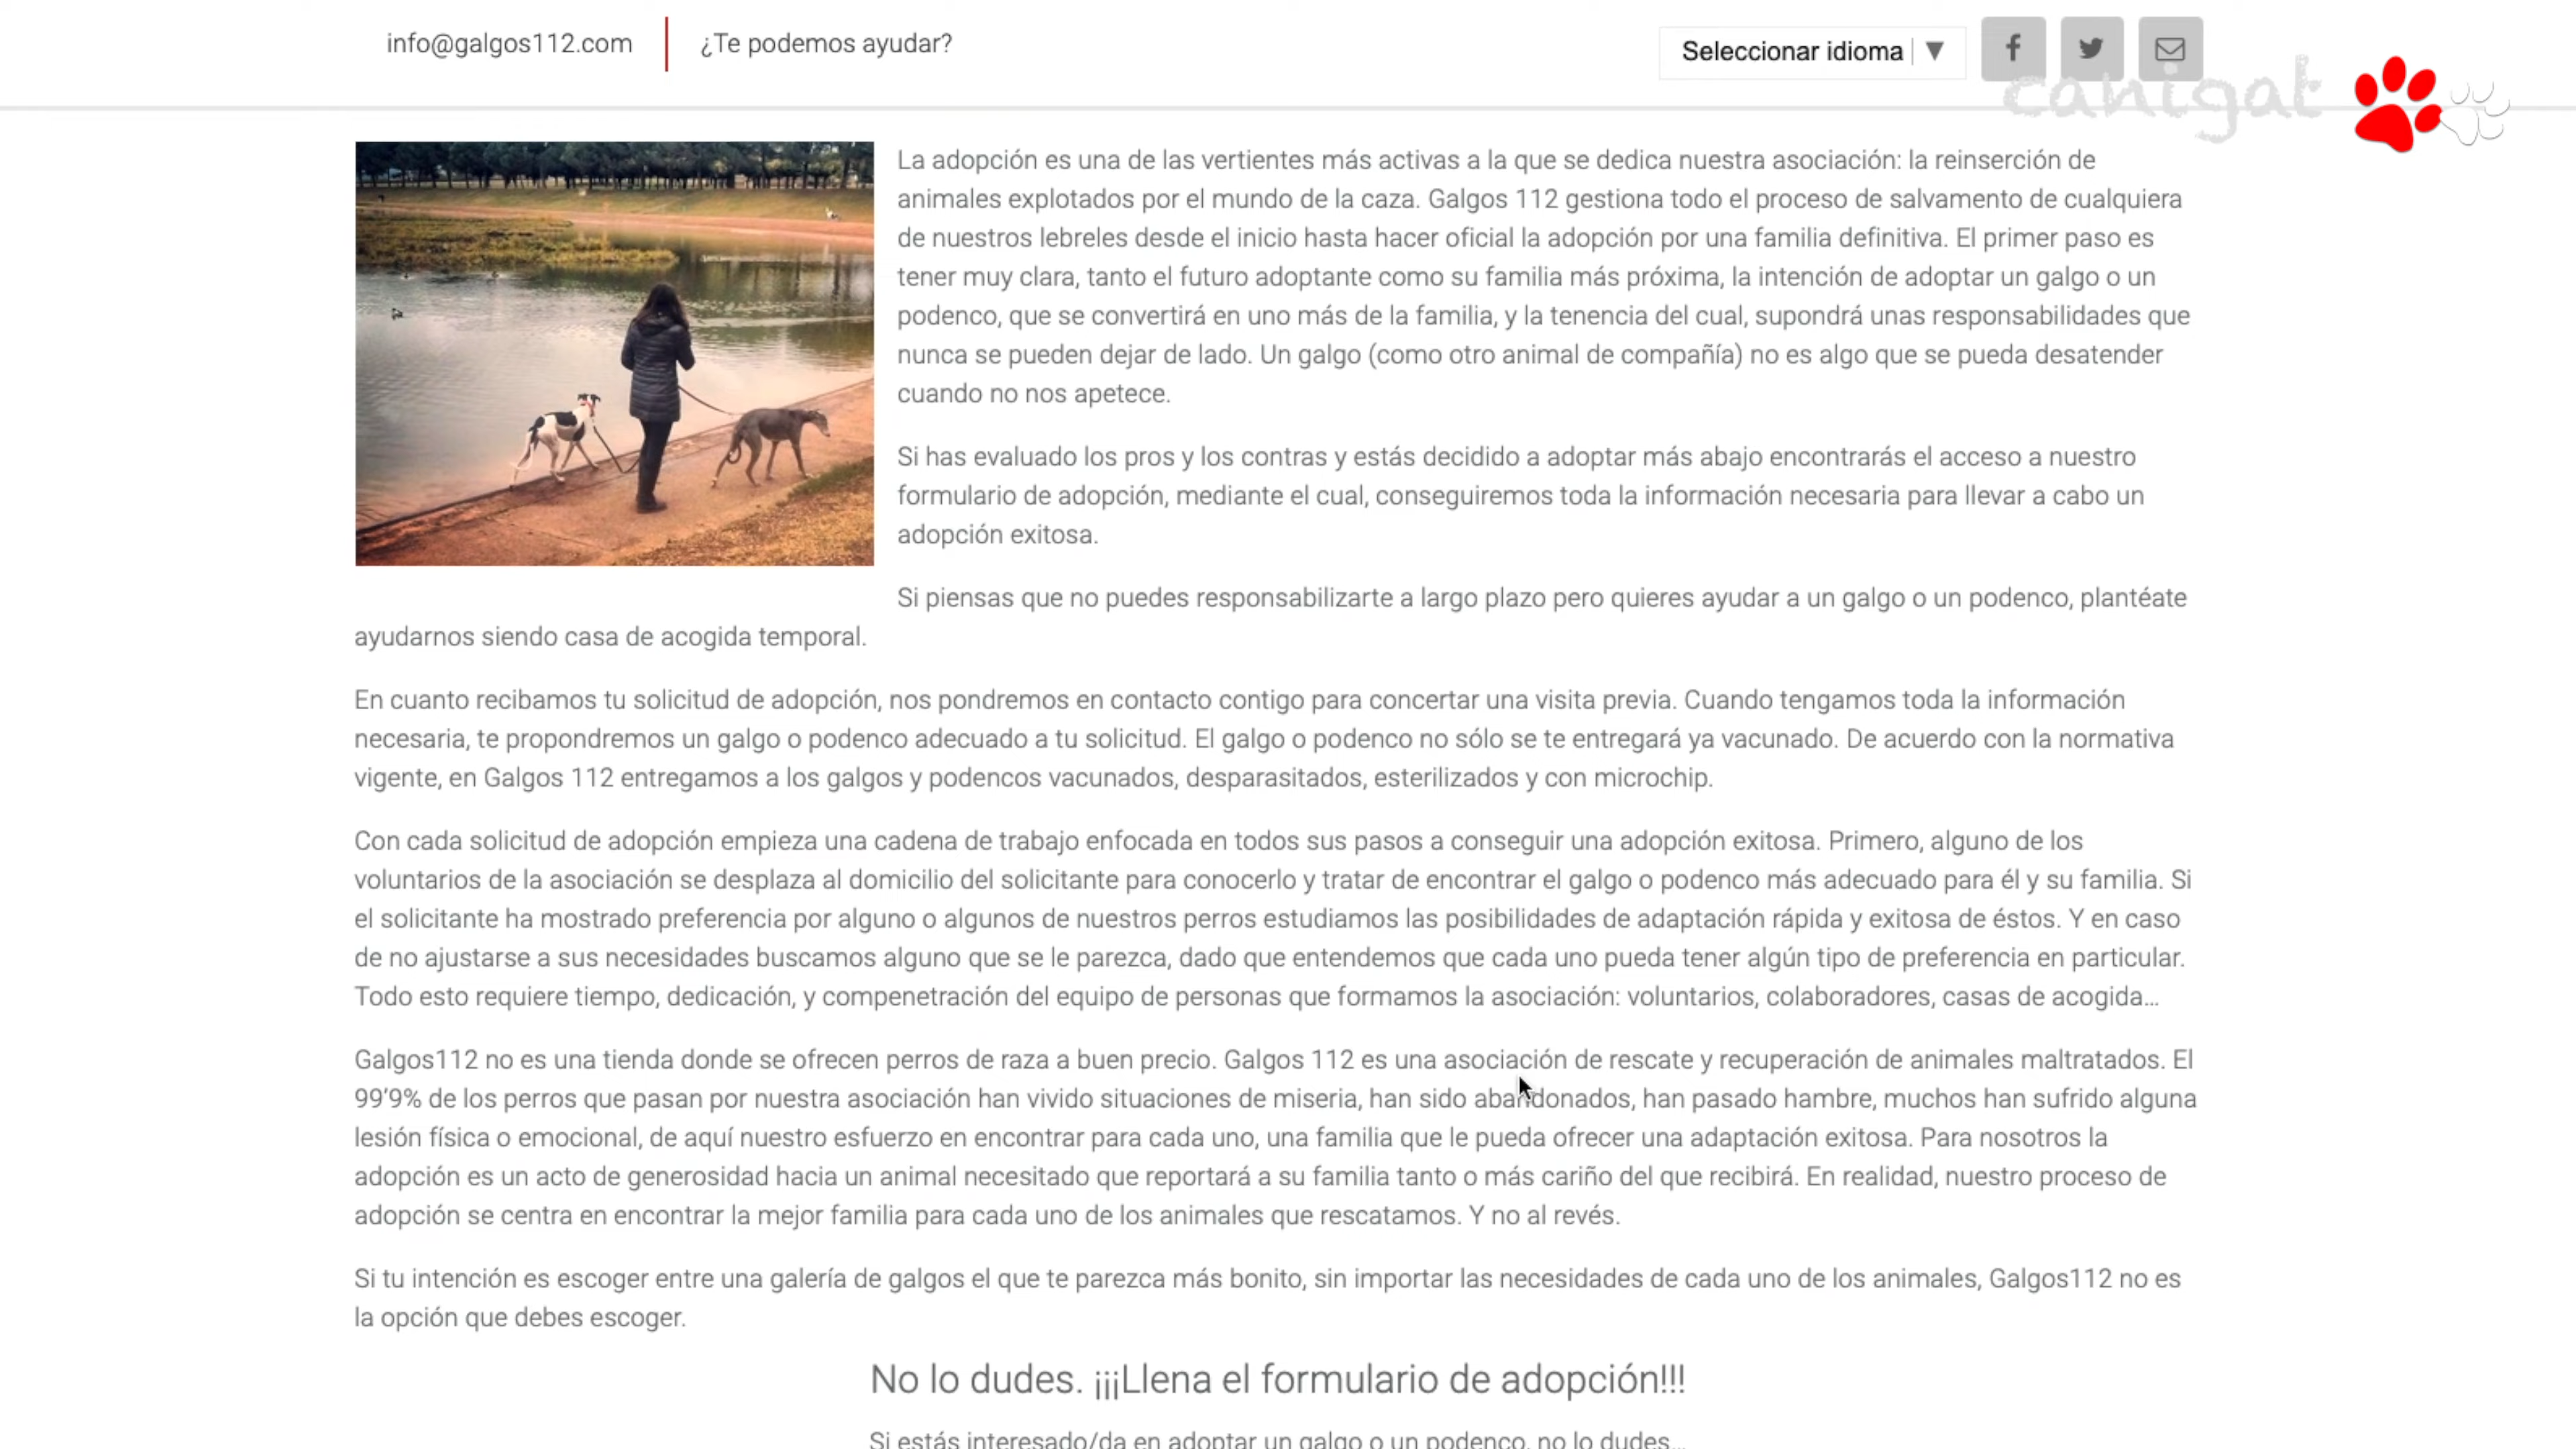 info@galgos112.com
¿Te podemos ayudar?
Seleccionar idioma
canigat
La adopción es una de las vertientes más activas a la que se dedica nuestra asociación: la reinserción de
animales explotados por el mundo de la caza. Galgos 112 gestiona todo el proceso de salvamento de cualquiera
de nuestros lebreles desde el inicio hasta hacer oficial la adopción por una familia definitiva. El primer paso es
tener muy clara, tanto el futuro adoptante como su familia más próxima, la intención de adoptar un galgo o un
podenco, que se convertirá en uno más de la familia, y la tenencia del cual, supondrá unas responsabilidades que
nunca se pueden dejar de lado. Un galgo (como otro animal de compañía) no es algo que se pueda desatender
cuando no nos apetece.
Si has evaluado los pros y los contras y estás decidido a adoptar más abajo encontrarás el acceso a nuestro
formulario de adopción, mediante el cual, conseguiremos toda la información necesaria para llevar a cabo un
adopción exitosa.
Si piensas que no puedes responsabilizarte a largo plazo pero quieres ayudar a un galgo o un podenco, plantéate
ayudarnos siendo casa de acogida temporal.
En cuanto recibamos tu solicitud de adopción, nos pondremos en contacto contigo para concertar una visita previa. Cuando tengamos toda la información
necesaria, te propondremos un galgo o podenco adecuado a tu solicitud. El galgo o podenco no sólo se te entregará ya vacunado. De acuerdo con la normativa
vigente, en Galgos 112 entregamos a los galgos y podencos vacunados, desparasitados, esterilizados y con microchip.
Con cada solicitud de adopción empieza una cadena de trabajo enfocada en todos sus pasos a conseguir una adopción exitosa. Primero, alguno de los
voluntarios de la asociación se desplaza al domicilio del solicitante para conocerlo y tratar de encontrar el galgo o podenco más adecuado para él y su familia. Si
el solicitante ha mostrado preferencia por alguno o algunos de nuestros perros estudiamos las posibilidades de adaptación rápida y exitosa de éstos. Y en caso
de no ajustarse a sus necesidades buscamos alguno que se le parezca, dado que entendemos que cada uno pueda tener algún tipo de preferencia en particular.
Todo esto requiere tiempo, dedicación, y compenetración del equipo de personas que formamos la asociación: voluntarios, colaboradores, casas de acogida…
Galgos112 no es una tienda donde se ofrecen perros de raza a buen precio. Galgos 112 es una asociación de rescate y recuperación de animales maltratados. El
99’9% de los perros que pasan por nuestra asociación han vivido situaciones de miseria, han sido abandonados, han pasado hambre, muchos han sufrido alguna
lesión física o emocional, de aquí nuestro esfuerzo en encontrar para cada uno, una familia que le pueda ofrecer una adaptación exitosa. Para nosotros la
adopción es un acto de generosidad hacia un animal necesitado que reportará a su familia tanto o más cariño del que recibirá. En realidad, nuestro proceso de
adopción se centra en encontrar la mejor familia para cada uno de los animales que rescatamos. Y no al revés.
Si tu intención es escoger entre una galería de galgos el que te parezca más bonito, sin importar las necesidades de cada uno de los animales, Galgos112 no es
la opción que debes escoger.
No lo dudes. ¡¡¡Llena el formulario de adopción!!!
Si estás interesado/da en adoptar un galgo o un podenco, no lo dudes…